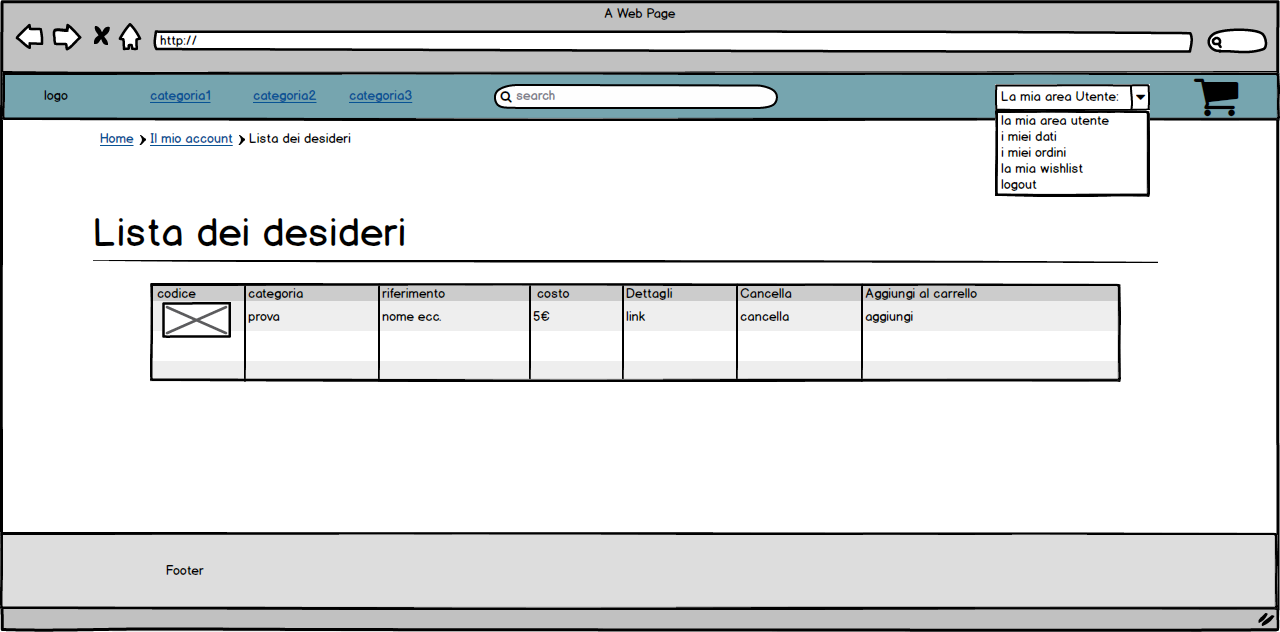 A Web Page
http://
logo categoria1 categoria2 categoria3 search La mia area Utente:
la mia area utente
i miei dati
i miei ordini
la mia wishlist
logout
Home Il mio account Lista dei desideri
Lista dei desideri
codice categoria riferimento costo Dettagli Cancella Aggiungi al carrello
prova nome ecc. 5€ link cancella aggiungi
Footer